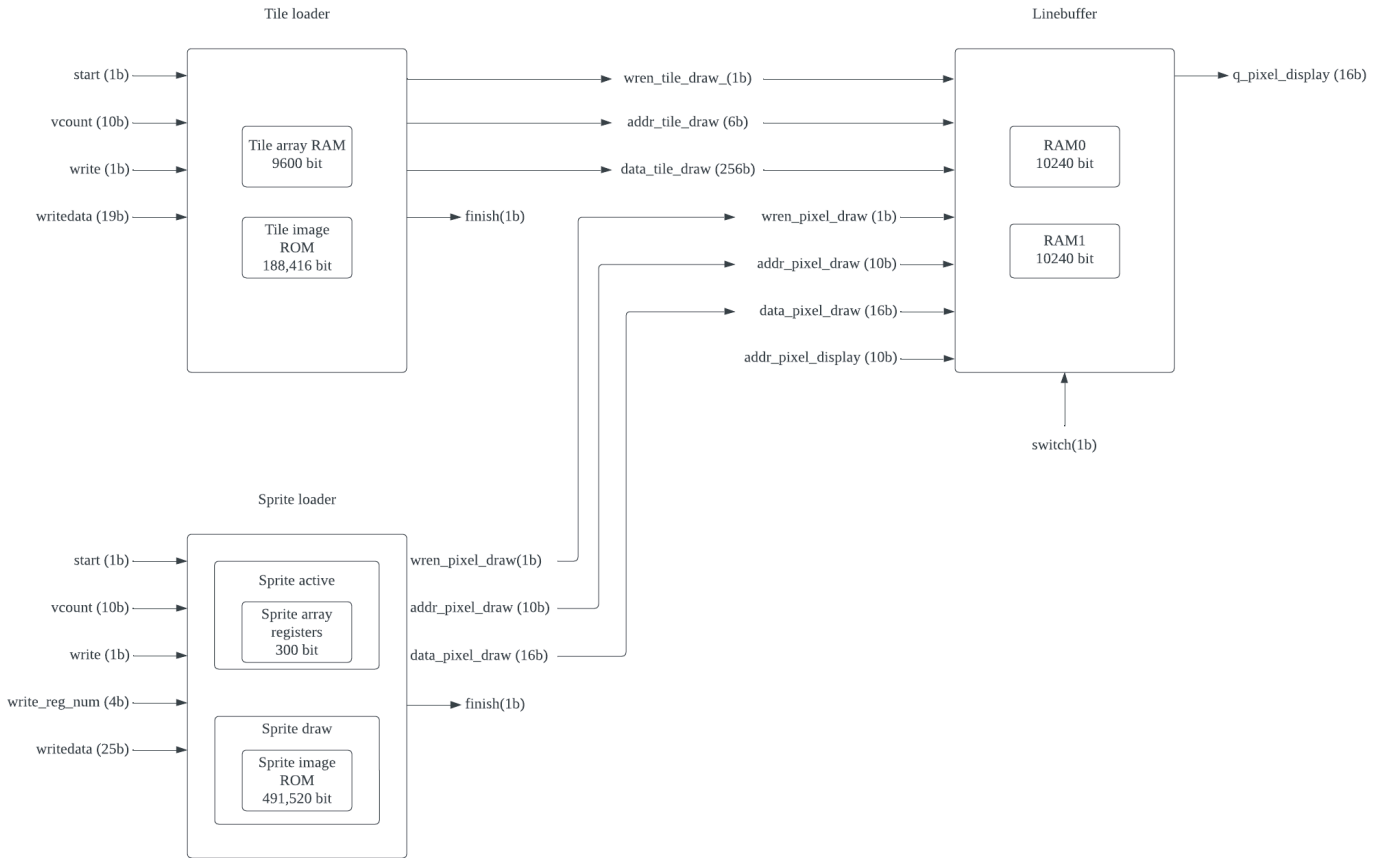 Tile loader
Linebuffer
start (1b)
vcount (10b)
write (1b)
writedata (19b)
Tile array RAM
9600 bit
Tile image
ROM
188,416 bit
wren_tile_draw_(1b)
addr_tile_draw (6b)
data_tile_draw (256b)
finish(1b)
wren_pixel_draw (1b)
addr_pixel_draw (10b)
data_pixel_draw (16b)
addr_pixel_display (10b)
RAM0
10240 bit
RAM1
10240 bit
q_pixel_display (16b)
switch(1b)
Sprite loader
start (1b)
vcount (10b)
write (1b)
write_reg_num (4b)
writedata (25b)
Sprite active
Sprite array
registers
300 bit
Sprite draw
Sprite image
ROM
491,520 bit
wren_pixel_draw(1b)
addr_pixel_draw (10b)
data_pixel_draw (16b)
finish(1b)